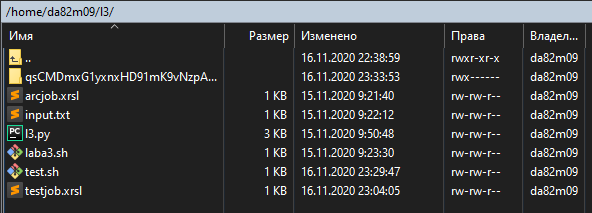 /home/da82m09/l3/
Имя Размер Изменено Права Владел...
.. 16.11.2020 22:38:59 rwxr-xr-x da82m09
qsCMDmxG1yxnxHD91mK9vNzpA... 16.11.2020 23:33:53 rwx------ da82m09
arcjob.xrsl 1 KB 15.11.2020 9:21:40 rw-rw-r-- da82m09
input.txt 1 KB 15.11.2020 9:22:12 rw-rw-r-- da82m09
l3.py 3 KB 15.11.2020 9:50:48 rw-rw-r-- da82m09
laba3.sh 1 KB 15.11.2020 9:23:30 rw-rw-r-- da82m09
test.sh 1 KB 16.11.2020 23:29:47 rw-rw-r-- da82m09
testjob.xrsl 1 KB 16.11.2020 23:04:05 rw-rw-r-- da82m09